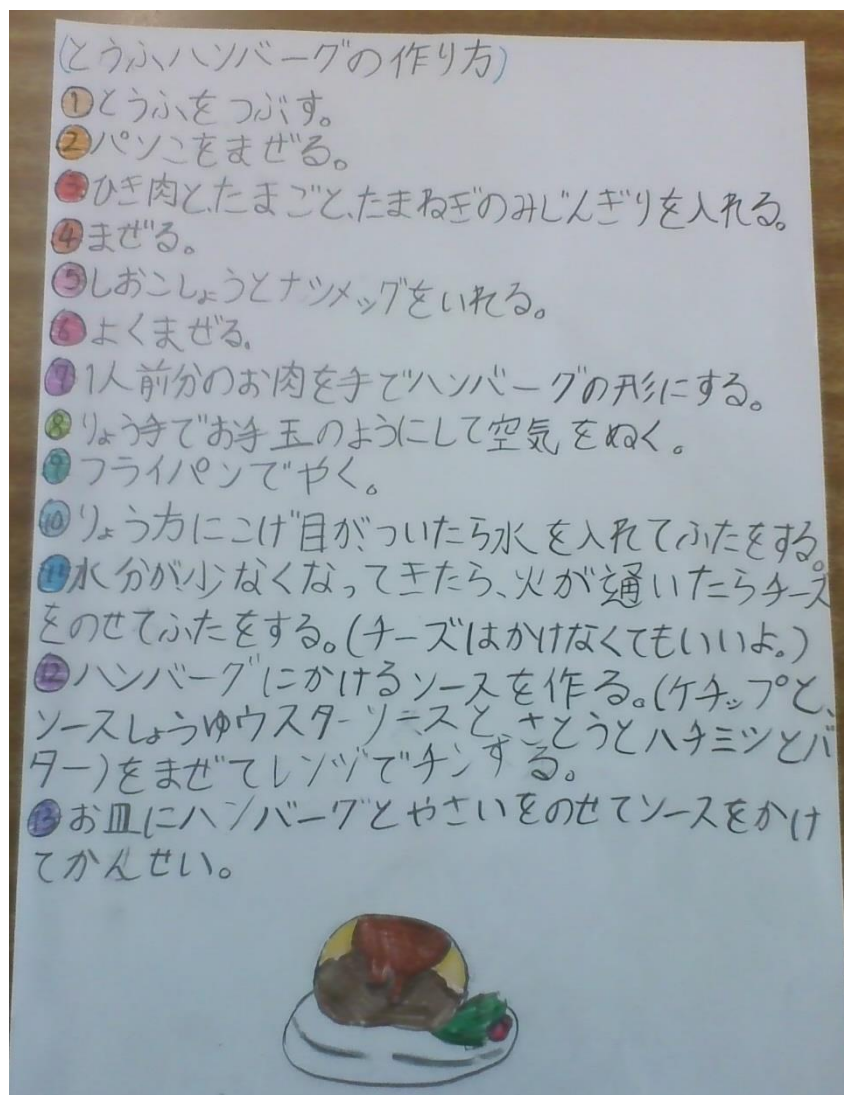 (とうふハンバーグの作り方)
①とうふをつぶす。
②パンこをまぜる。
③ひき肉と、たまごと、たまねぎのみじんぎりを入れる。
④まぜる。
⑤しおこしょうとナツメッグをいれる。
⑥よくまぜる。
⑦1人前分のお肉を手でハンバーグの形にする。
⑧りょう手でお手玉のようにして空気をぬく。
⑨フライパンでやく。
⑩りょう方にこげ目が、ついたら水を入れてふたをする。
⑪水分が少なくなってきたら、火が通いたらチーズ
をのせてふたをする。(チーズはかけなくてもいいよ。)
⑫ハンバーグにかけるソースを作る。(ケチップと、
ソースしょうゆウスターソースと、さとうとハチミツとバ
ター)をまぜてレンヅでチンする。
⑬お皿にハンバーグとやさいをのせてソースをかけ
てかんせい。